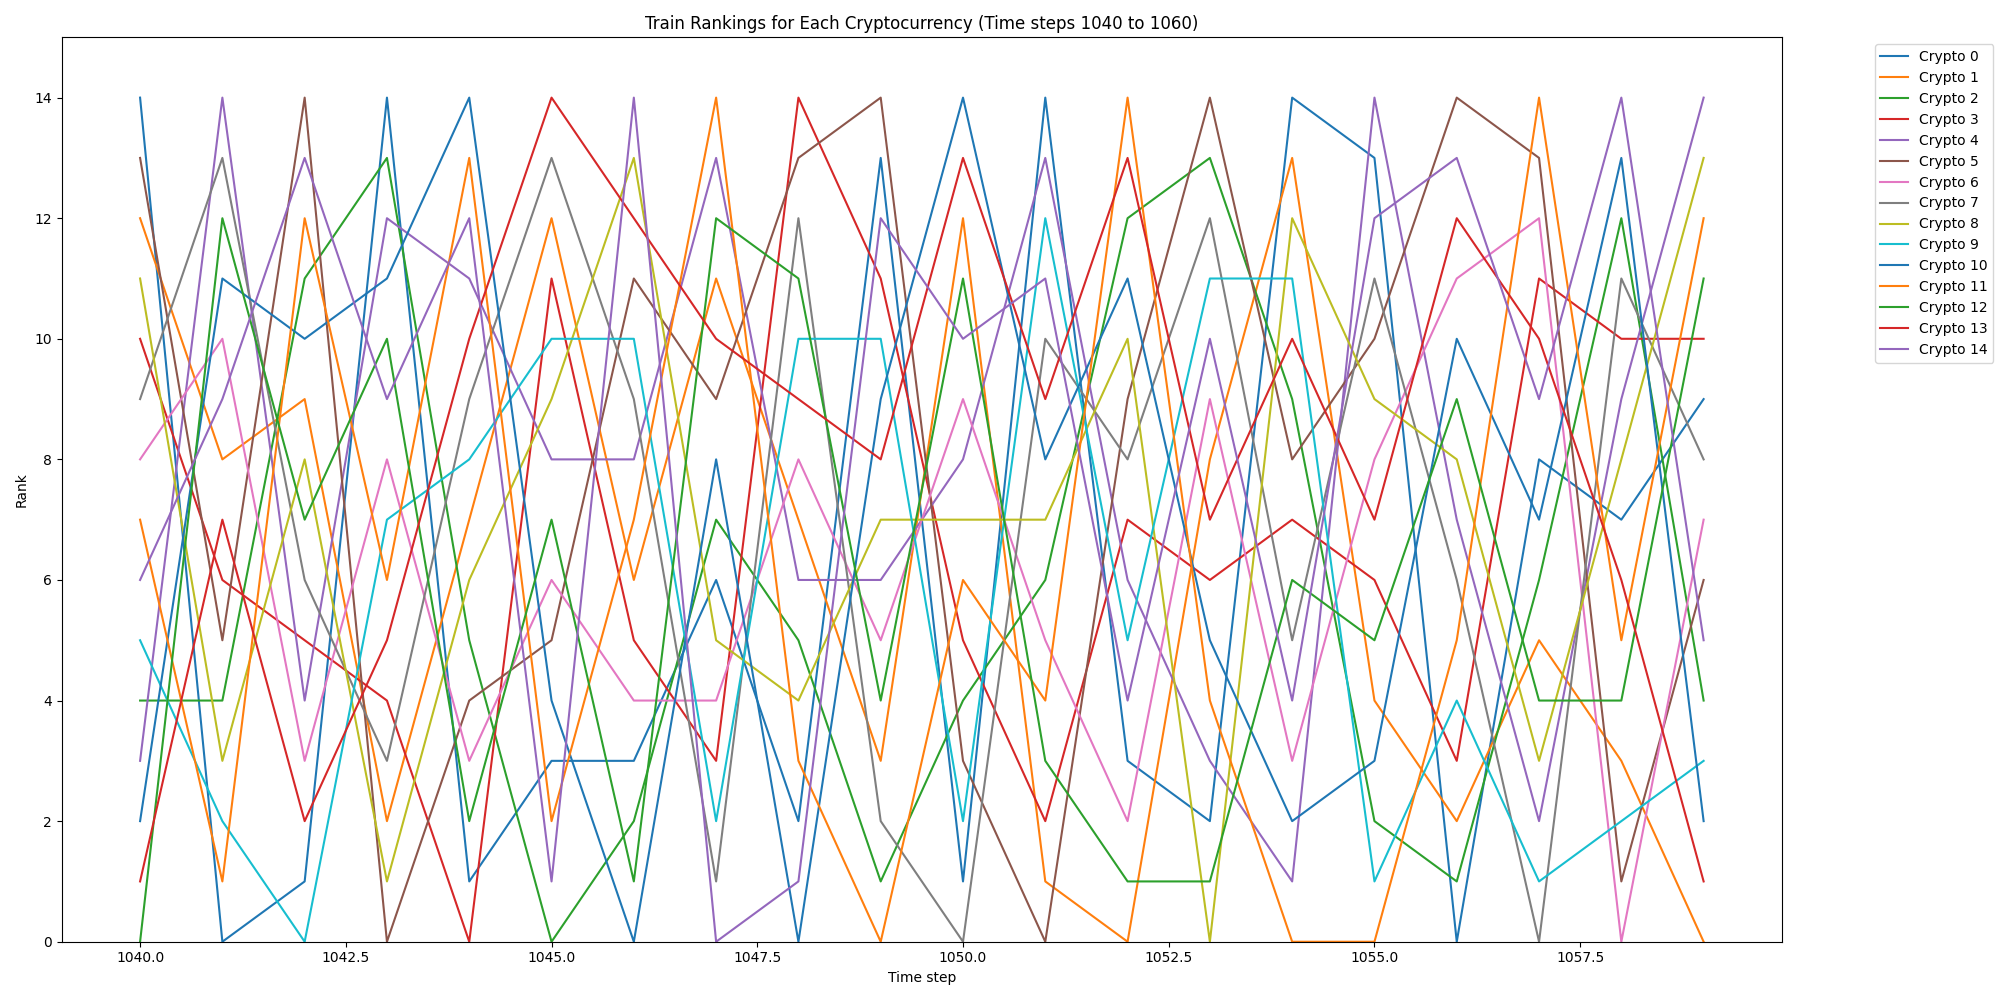 Train Rankings for Each Cryptocurrency (Time steps 1040 to 1060)
Rank
14
12
10
8
6
4
2
0
1040.0 1042.5 1045.0 1047.5 1050.0 1052.5 1055.0 1057.5
Time step
Crypto 0
Crypto 1
Crypto 2
Crypto 3
Crypto 4
Crypto 5
Crypto 6
Crypto 7
Crypto 8
Crypto 9
Crypto 10
Crypto 11
Crypto 12
Crypto 13
Crypto 14